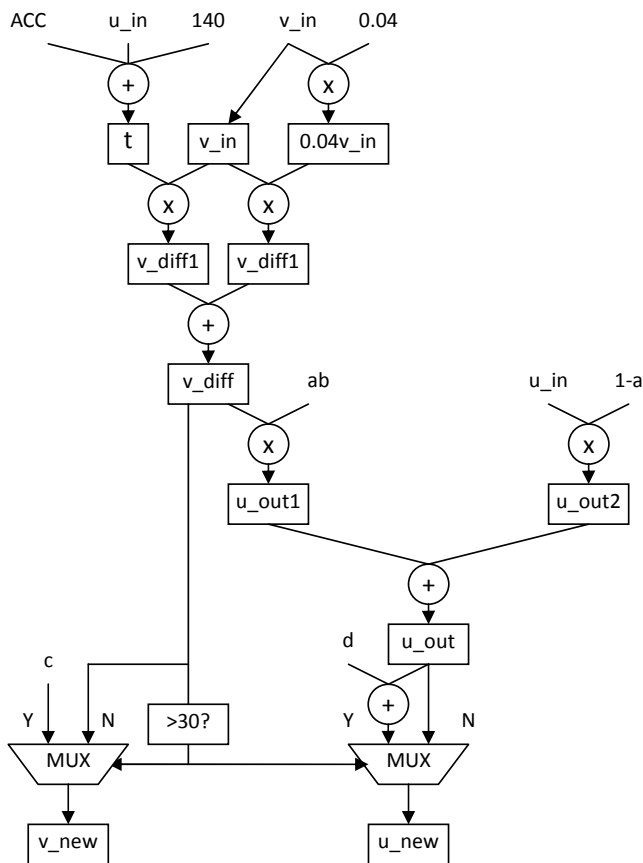 ACC u_in 140 v_in 0.04
+ x
t v_in 0.04v_in
x x
v_diff1 v_diff1
+
v_diff ab u_in 1-a
x x
u_out1 u_out2
+
c d u_out
Y N >30? Y + N
MUX MUX
v_new u_new